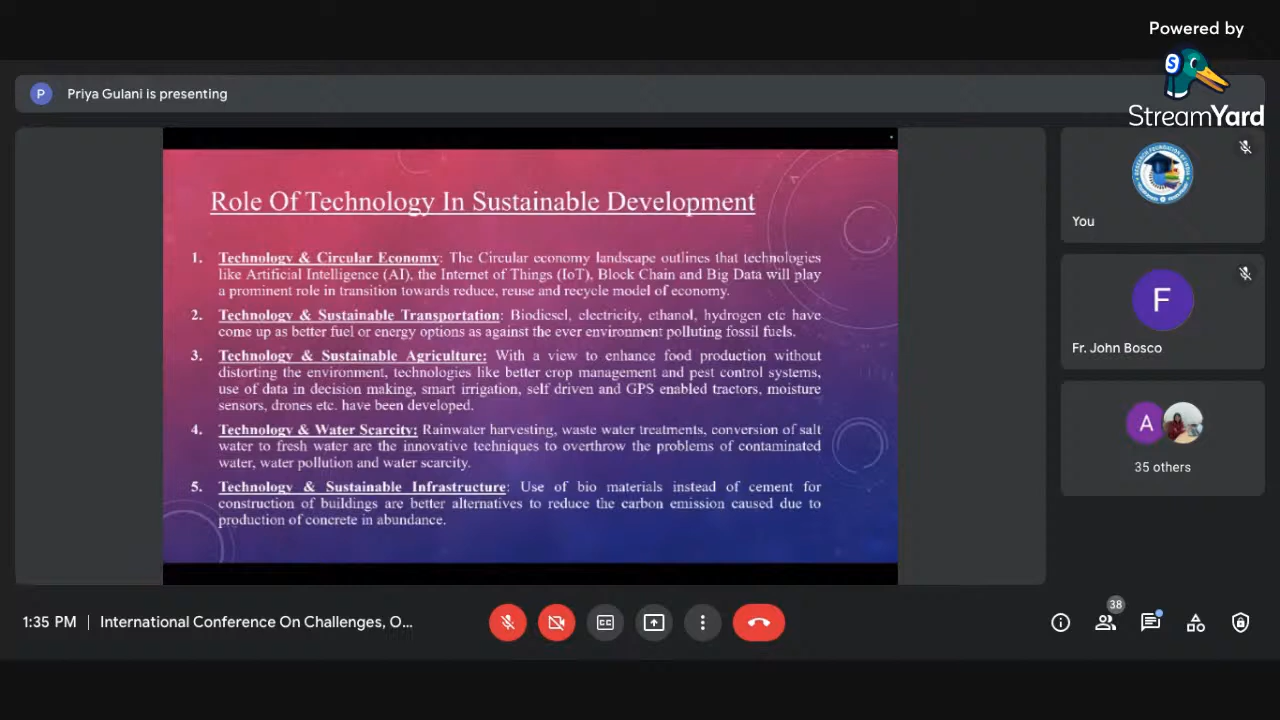 Powered by
S
StreamYard
P
Priya Gulani is presenting
Role Of Technology In Sustainable Development
1. Technology & Circular Economy: The Circular economy landscape outlines that technologies
like Artificial Intelligence (AI), the Internet of Things (IoT), Block Chain and Big Data will play
a prominent role in transition towards reduce, reuse and recycle model of economy.
2. Technology & Sustainable Transportation: Biodiesel, electricity, ethanol, hydrogen etc have
come up as better fuel or energy options as against the ever environment polluting fossil fuels.
3. Technology & Sustainable Agriculture: With a view to enhance food production without
distorting the environment, technologies like better crop management and pest control systems,
use of data in decision making, smart irrigation, self driven and GPS enabled tractors, moisture
sensors, drones etc. have been developed.
4. Technology & Water Scarcity: Rainwater harvesting, waste water treatments, conversion of salt
water to fresh water are the innovative techniques to overthrow the problems of contaminated
water, water pollution and water scarcity.
5. Technology & Sustainable Infrastructure: Use of bio materials instead of cement for
construction of buildings are better alternatives to reduce the carbon emission caused due to
production of concrete in abundance.
You
F
Fr. John Bosco
A
35 others
1:35 PM | International Conference On Challenges, O...
CC
38